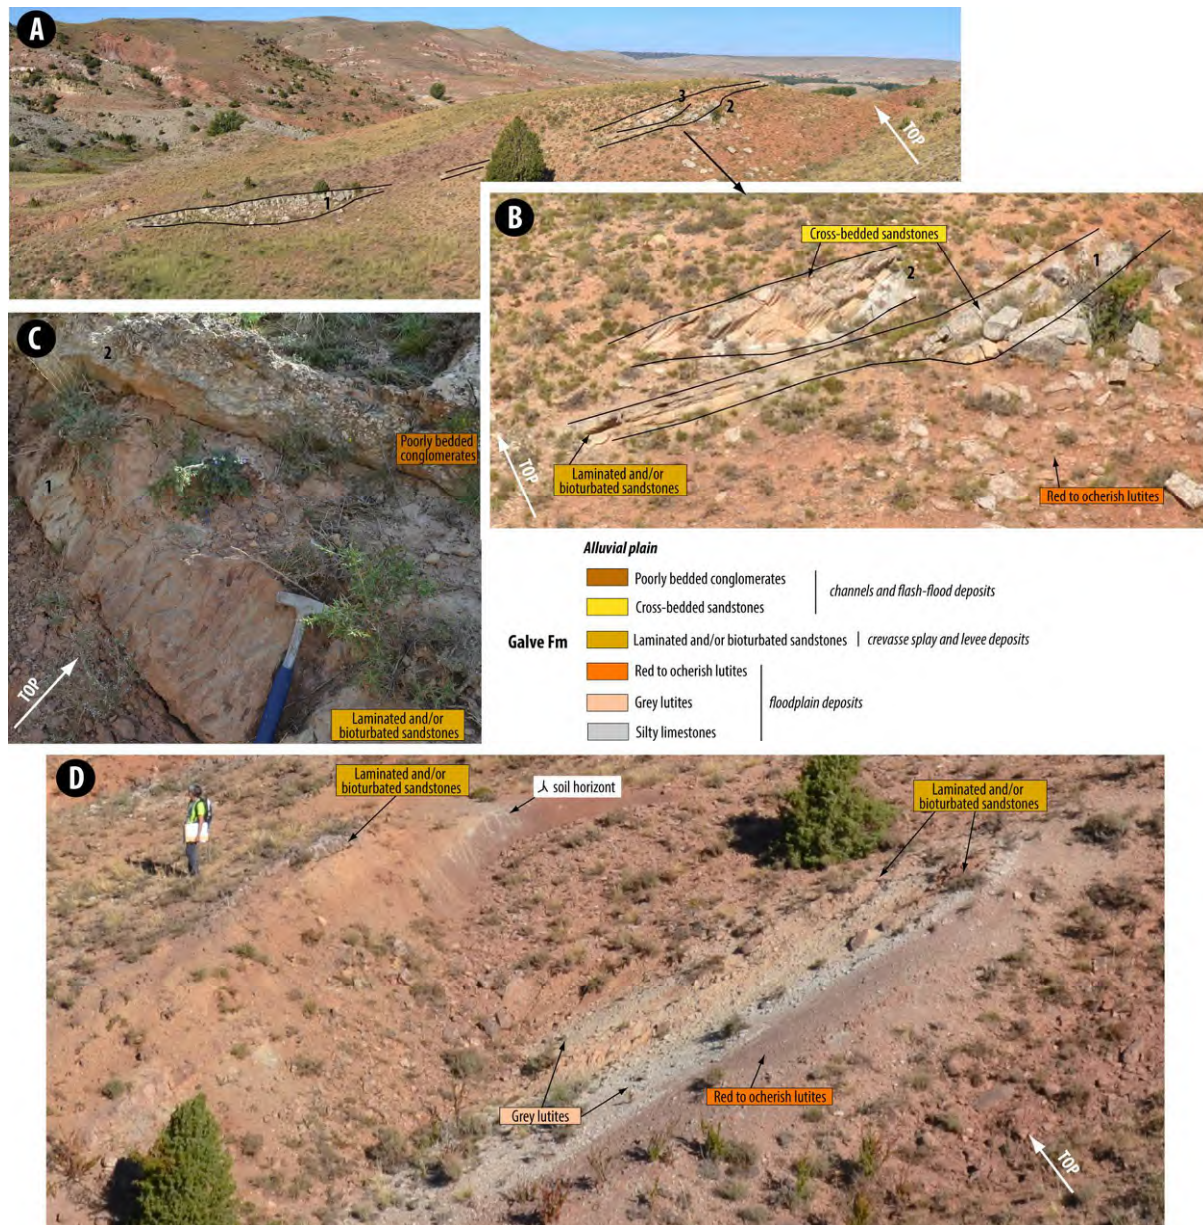 A
3
2
TOP
1
B
Cross-bedded sandstones
1
2
TOP
Laminated and/or
bioturbated sandstones
Red to ocherish lutites
C
2
Poorly bedded
conglomerates
1
TOP
Laminated and/or
bioturbated sandstones
Alluvial plain
Poorly bedded conglomerates
channels and flash-flood deposits
Cross-bedded sandstones
Galve Fm
Laminated and/or bioturbated sandstones
crevasse splay and levee deposits
Red to ocherish lutites
Grey lutites
floodplain deposits
Silty limestones
D
Laminated and/or
bioturbated sandstones
soil horizont
Laminated and/or
bioturbated sandstones
Grey lutites
Red to ocherish lutites
TOP